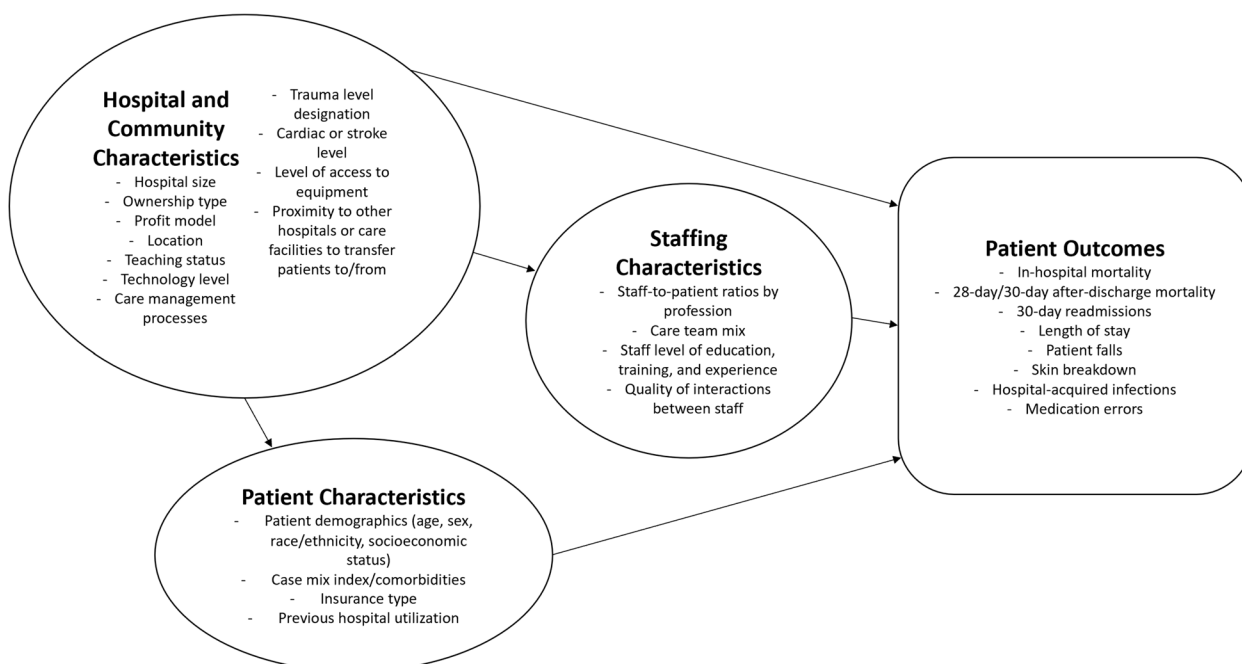 Hospital and
Community
Characteristics
- Hospital size
- Ownership type
- Profit model
- Location
- Teaching status
- Technology level
- Care management
processes
- Trauma level
designation
- Cardiac or stroke
level
- Level of access to
equipment
- Proximity to other
hospitals or care
facilities to transfer
patients to/from
Staffing
Characteristics
- Staff-to-patient ratios by
profession
- Care team mix
- Staff level of education,
training, and experience
- Quality of interactions
between staff
Patient Characteristics
- Patient demographics (age, sex,
race/ethnicity, socioeconomic
status)
- Case mix index/comorbidities
- Insurance type
- Previous hospital utilization
Patient Outcomes
- In-hospital mortality
- 28-day/30-day after-discharge mortality
- 30-day readmissions
- Length of stay
- Patient falls
- Skin breakdown
- Hospital-acquired infections
- Medication errors